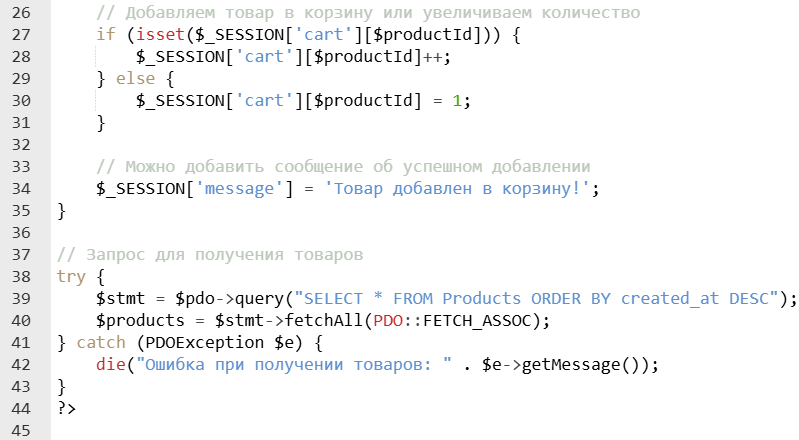 26 // Добавляем товар в корзину или увеличиваем количество
27 if (isset($_SESSION['cart'][$productId])) {
28 $_SESSION['cart'][$productId]++;
29 } else {
30 $_SESSION['cart'][$productId] = 1;
31 }
32
33 // Можно добавить сообщение об успешном добавлении
34 $_SESSION['message'] = 'Товар добавлен в корзину!';
35 }
36
37 // Запрос для получения товаров
38 try {
39 $stmt = $pdo->query("SELECT * FROM Products ORDER BY created_at DESC");
40 $products = $stmt->fetchAll(PDO::FETCH_ASSOC);
41 } catch (PDOException $e) {
42 die("Ошибка при получении товаров: " . $e->getMessage());
43 }
44 ?>
45